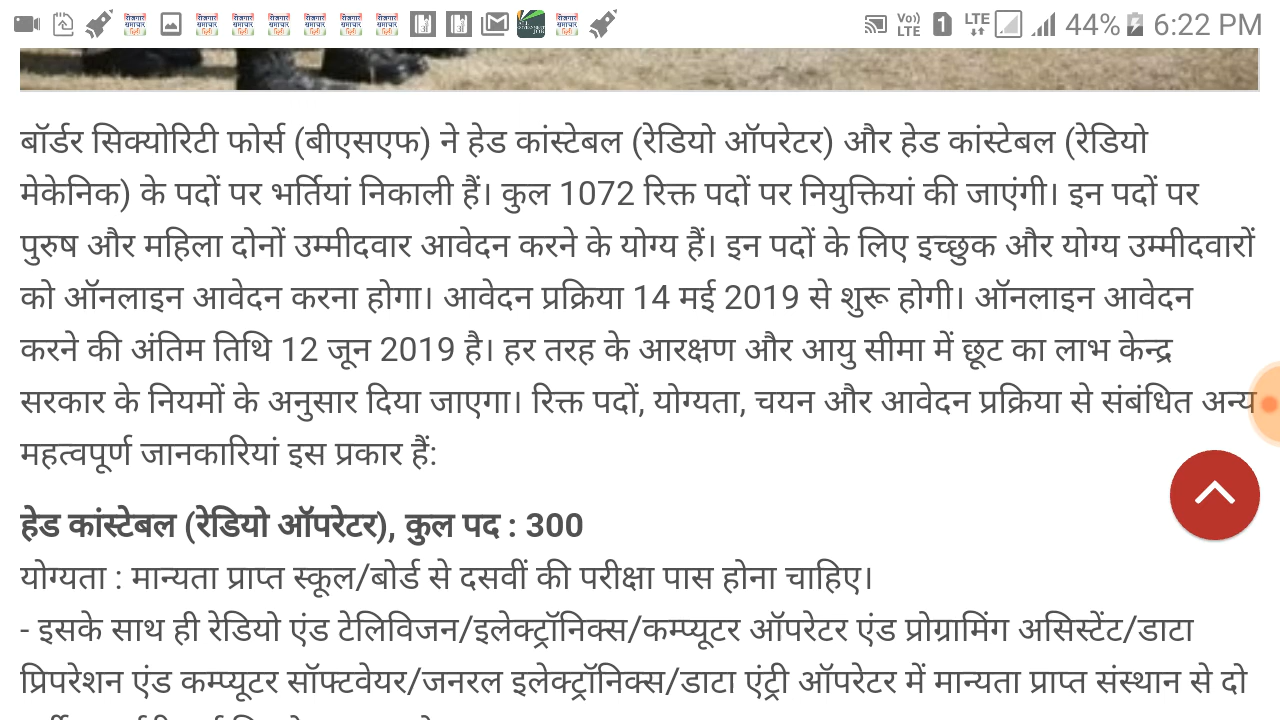 Vo))
LTE
1
LTE
44%
6:22 PM
बॉर्डर सिक्योरिटी फोर्स (बीएसएफ) ने हेड कांस्टेबल (रेडियो ऑपरेटर) और हेड कांस्टेबल (रेडियो
मेकेनिक) के पदों पर भर्तियां निकाली हैं। कुल 1072 रिक्त पदों पर नियुक्तियां की जाएंगी। इन पदों पर
पुरुष और महिला दोनों उम्मीदवार आवेदन करने के योग्य हैं। इन पदों के लिए इच्छुक और योग्य उम्मीदवारों
को ऑनलाइन आवेदन करना होगा। आवेदन प्रक्रिया 14 मई 2019 से शुरू होगी। ऑनलाइन आवेदन
करने की अंतिम तिथि 12 जून 2019 है। हर तरह के आरक्षण और आयु सीमा में छूट का लाभ केन्द्र
सरकार के नियमों के अनुसार दिया जाएगा। रिक्त पदों, योग्यता, चयन और आवेदन प्रक्रिया से संबंधित अन्य
महत्वपूर्ण जानकारियां इस प्रकार हैं:
हेड कांस्टेबल (रेडियो ऑपरेटर), कुल पद : 300
योग्यता : मान्यता प्राप्त स्कूल/बोर्ड से दसवीं की परीक्षा पास होना चाहिए।
- इसके साथ ही रेडियो एंड टेलिविजन/इलेक्ट्रॉनिक्स/कम्प्यूटर ऑपरेटर एंड प्रोग्रामिंग असिस्टेंट/डाटा
प्रिपरेशन एंड कम्प्यूटर सॉफ्टवेयर/जनरल इलेक्ट्रॉनिक्स/डाटा एंट्री ऑपरेटर में मान्यता प्राप्त संस्थान से दो